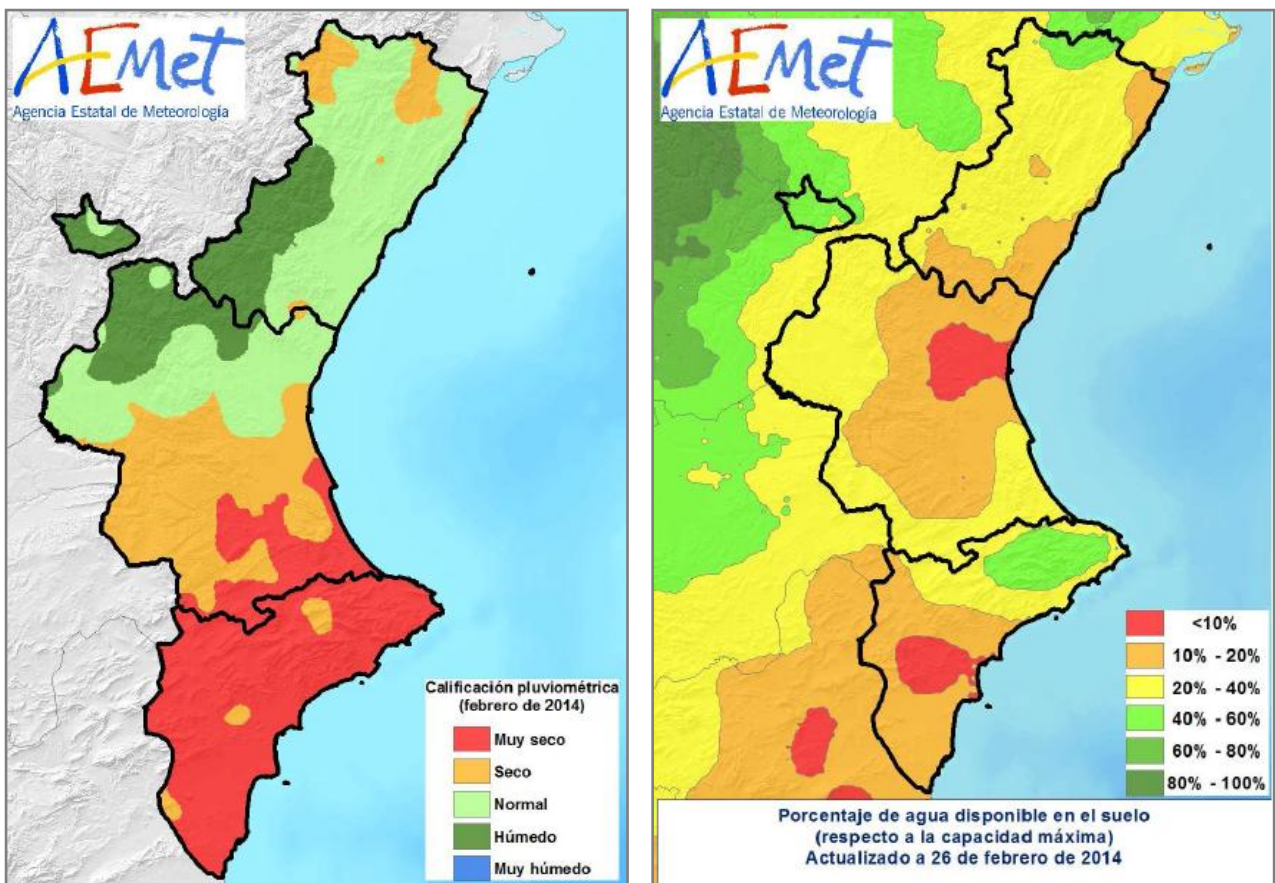 AEMet
Agencia Estatal de Meteorología
Calificación pluviométrica
(febrero de 2014)
Muy seco
Seco
Normal
Húmedo
Muy húmedo
AEMet
Agencia Estatal de Meteorología
<10%
10% - 20%
20% - 40%
40% - 60%
60% - 80%
80% - 100%
Porcentaje de agua disponible en el suelo
(respecto a la capacidad máxima)
Actualizado a 26 de febrero de 2014